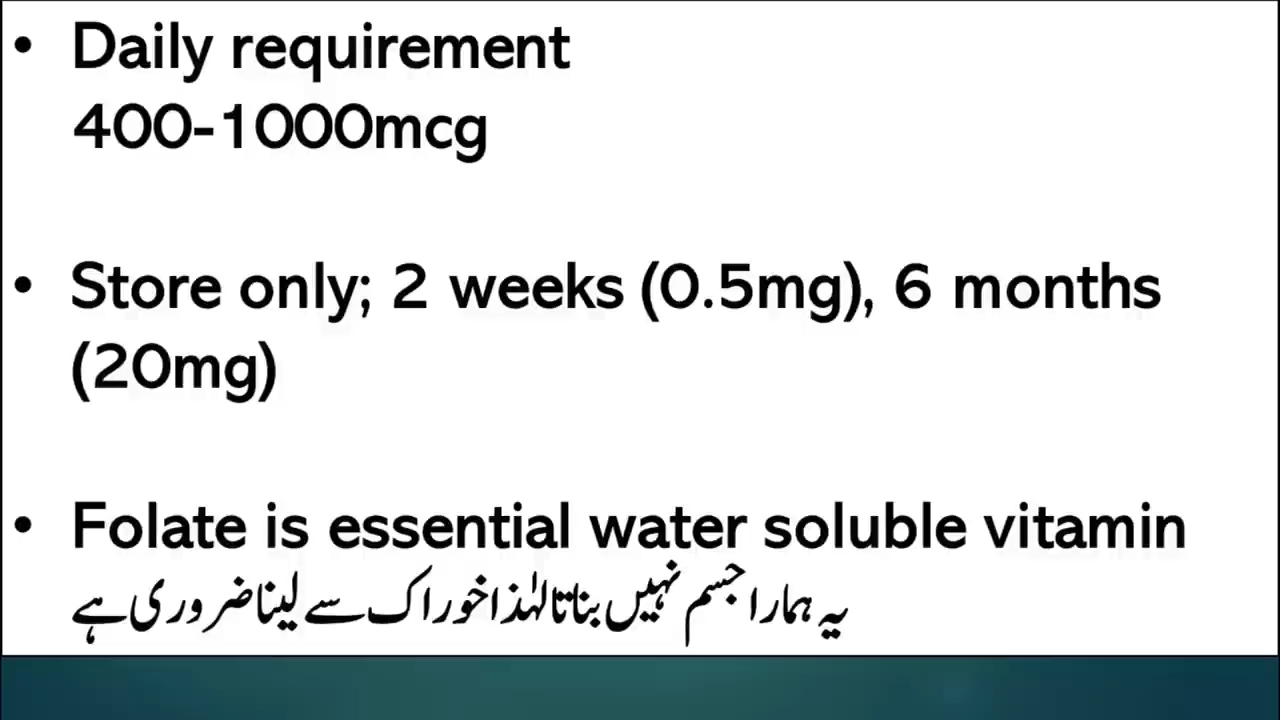 • Daily requirement
400-1000mcg
• Store only; 2 weeks (0.5mg), 6 months
(20mg)
• Folate is essential water soluble vitamin
یہ ہمارا جسم نہیں بناتا لہٰذا خوراک سے لینا ضروری ہے